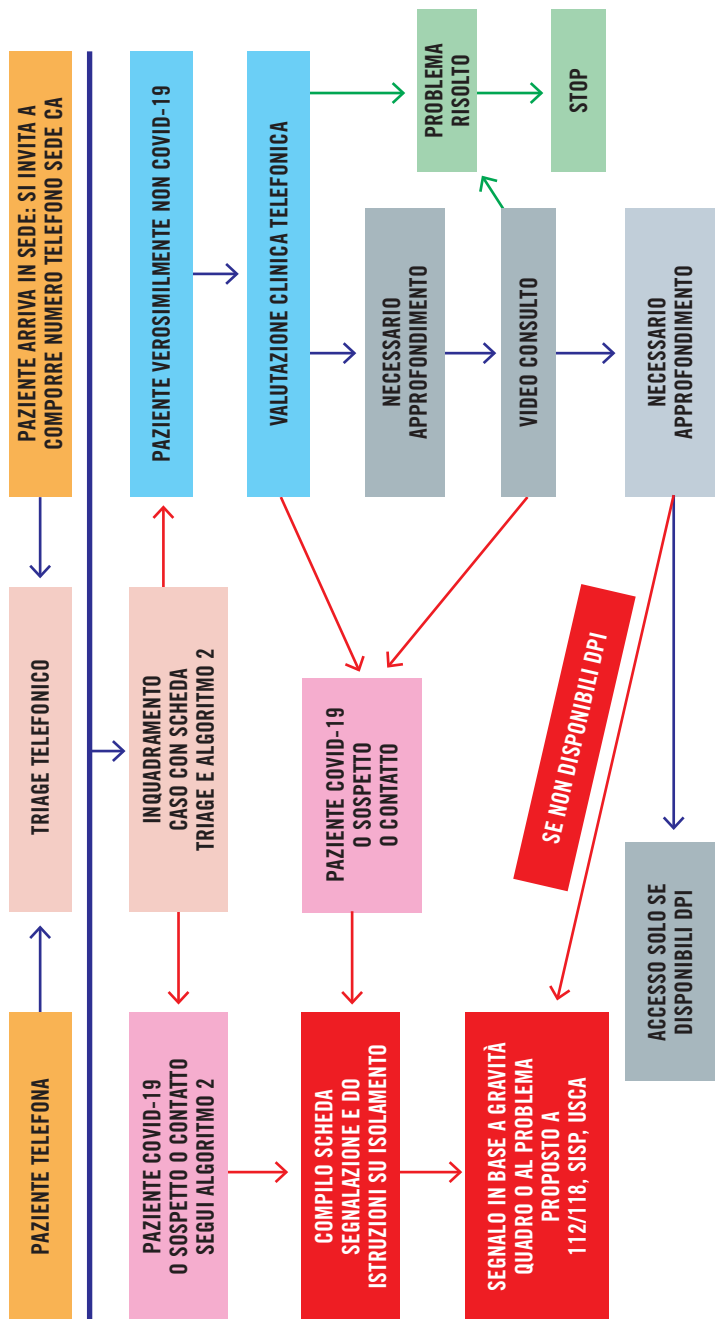 PAZIENTE TELEFONA
TRIAGE TELEFONICO
PAZIENTE ARRIVA IN SEDE: SI INVITA A
COMPORRE NUMERO TELEFONO SEDE CA
PAZIENTE COVID-19
O SOSPETTO O CONTATTO
SEGUI ALGORITMO 2
INQUADRAMENTO
CASO CON SCHEDA
TRIAGE E ALGORITMO 2
PAZIENTE VEROSIMILMENTE NON COVID-19
COMPILO SCHEDA
SEGNALAZIONE E DO
ISTRUZIONI SU ISOLAMENTO
PAZIENTE COVID-19
O SOSPETTO
O CONTATTO
VALUTAZIONE CLINICA TELEFONICA
NECESSARIO
APPROFONDIMENTO
PROBLEMA
RISOLTO
SEGNALO IN BASE A GRAVITÀ
QUADRO O AL PROBLEMA
PROPOSTO A
112/118, SISP, USCA
VIDEO CONSULTO
STOP
SE NON DISPONIBILI DPI
ACCESSO SOLO SE
DISPONIBILI DPI
NECESSARIO
APPROFONDIMENTO